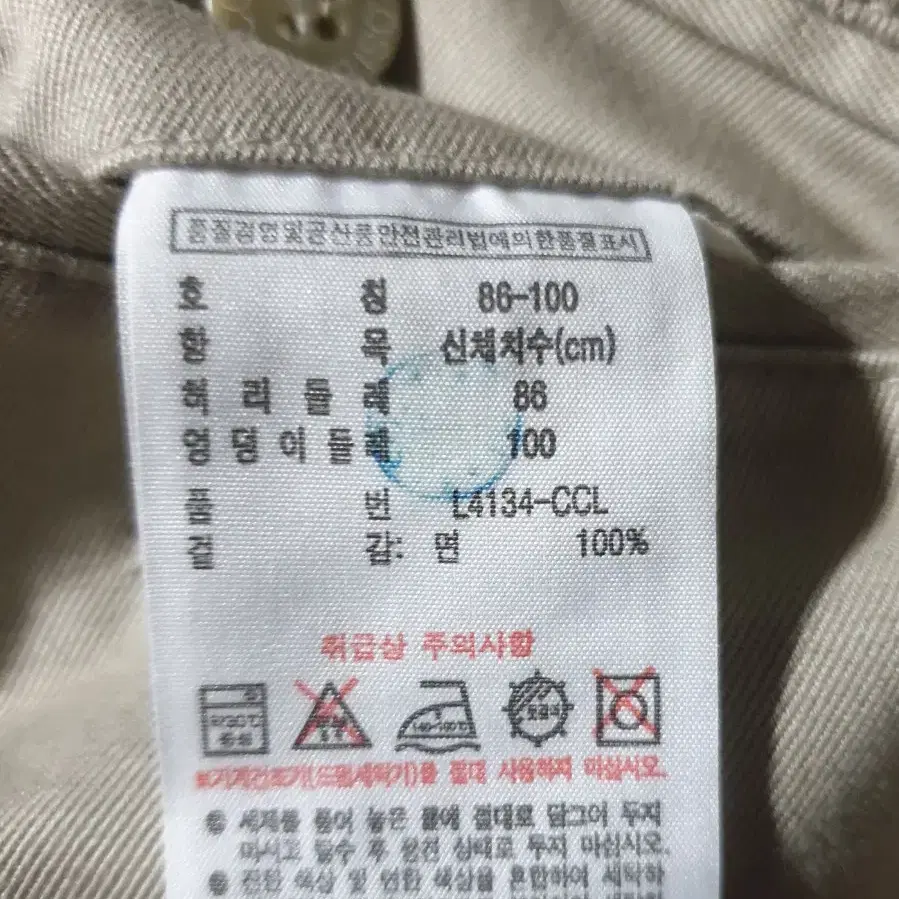 품질경영및공산품안전관리법에의한품질표시
호 칭 86-100
항 목 신체치수(cm)
허 리 둘 레 86
엉 덩 이 둘 레 100
품 번 L4134-CCL
실 감: 면 100%
취급상 주의사항
※기계건조기(드럼세탁기)를 절대 사용하지 마십시오.
세제를 풀어 놓은 물에 절대로 담그어 두지
마시고 탈수 후 젖은 상태로 두지 마십시오.
진한 색상 및 연한 색상을 혼합하여 세탁하